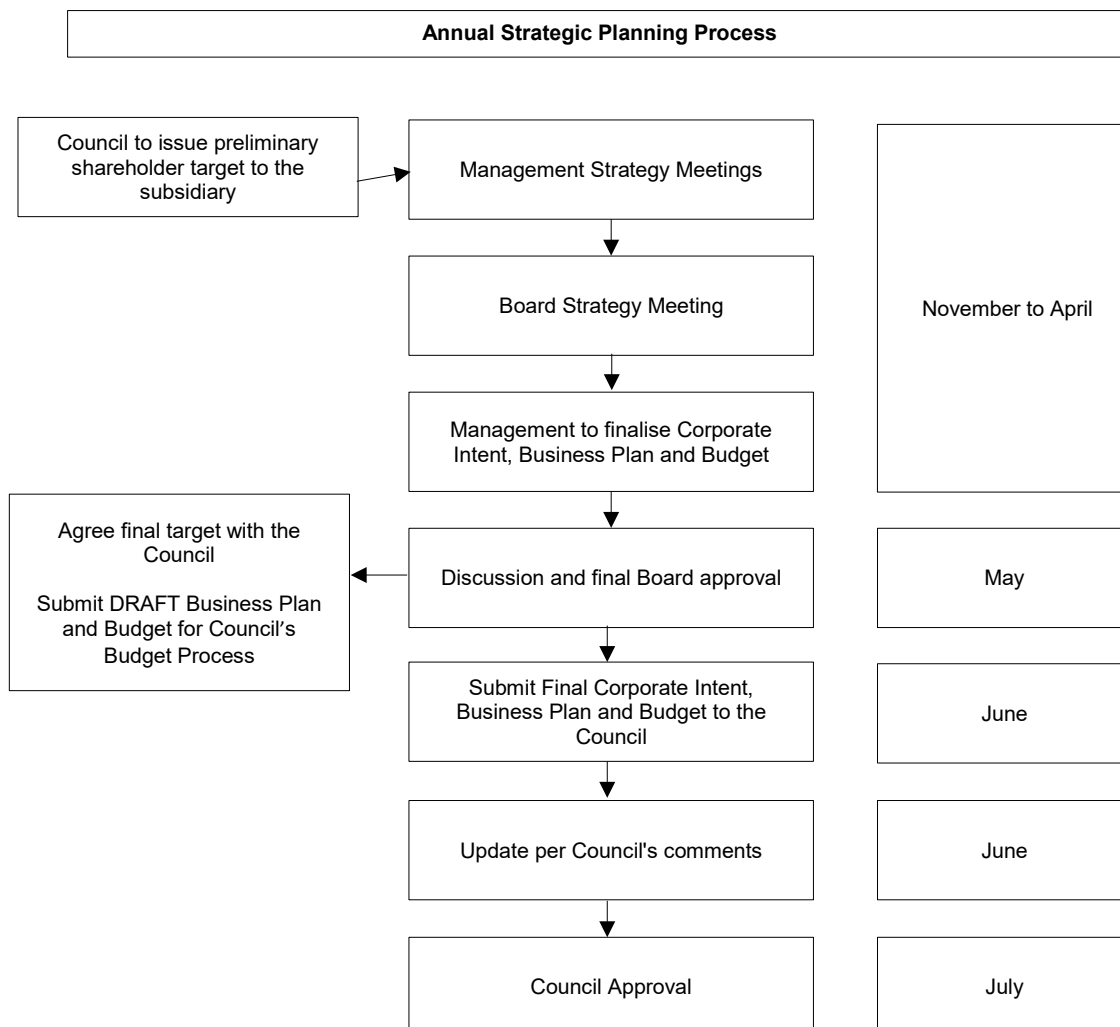 Annual Strategic Planning Process
Council to issue preliminary
shareholder target to the
subsidiary
Management Strategy Meetings
Board Strategy Meeting
November to April
Management to finalise Corporate
Intent, Business Plan and Budget
Agree final target with the
Council
Submit DRAFT Business Plan
and Budget for Council’s
Budget Process
Discussion and final Board approval
May
Submit Final Corporate Intent,
Business Plan and Budget to the
Council
June
Update per Council's comments
June
Council Approval
July